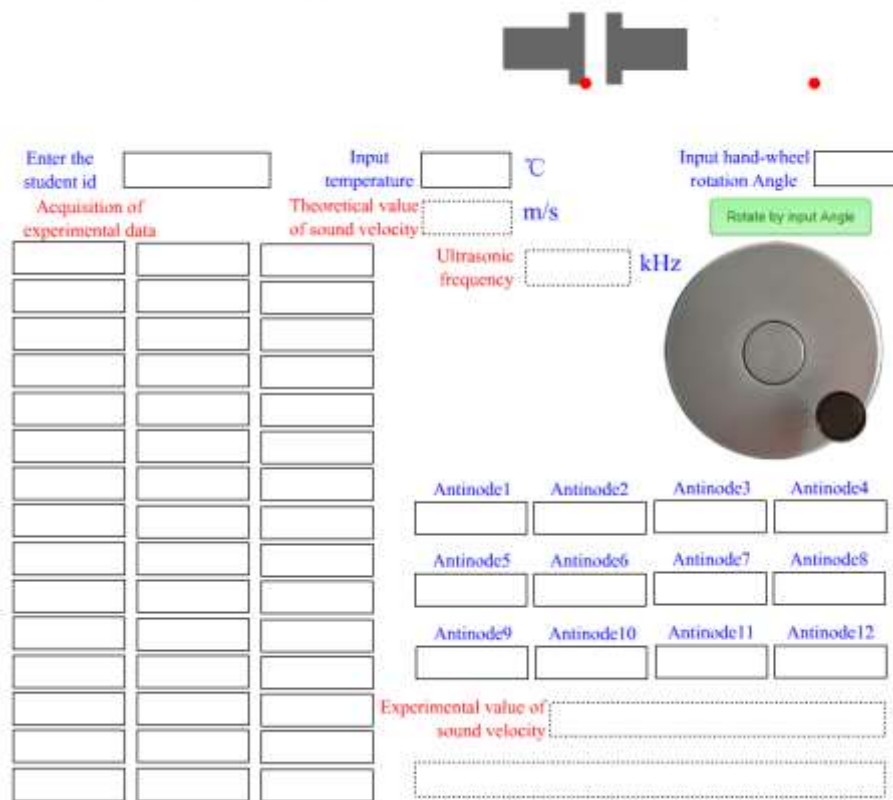 Enter the
student id
Input
temperature
℃
Input hand-wheel
rotation Angle
Acquisition of
experimental data
Theoretical value
of sound velocity
m/s
Rotate by input Angle
Ultrasonic
frequency
kHz
Antinode1 Antinode2 Antinode3 Antinode4
Antinode5 Antinode6 Antinode7 Antinode8
Antinode9 Antinode10 Antinode11 Antinode12
Experimental value of
sound velocity